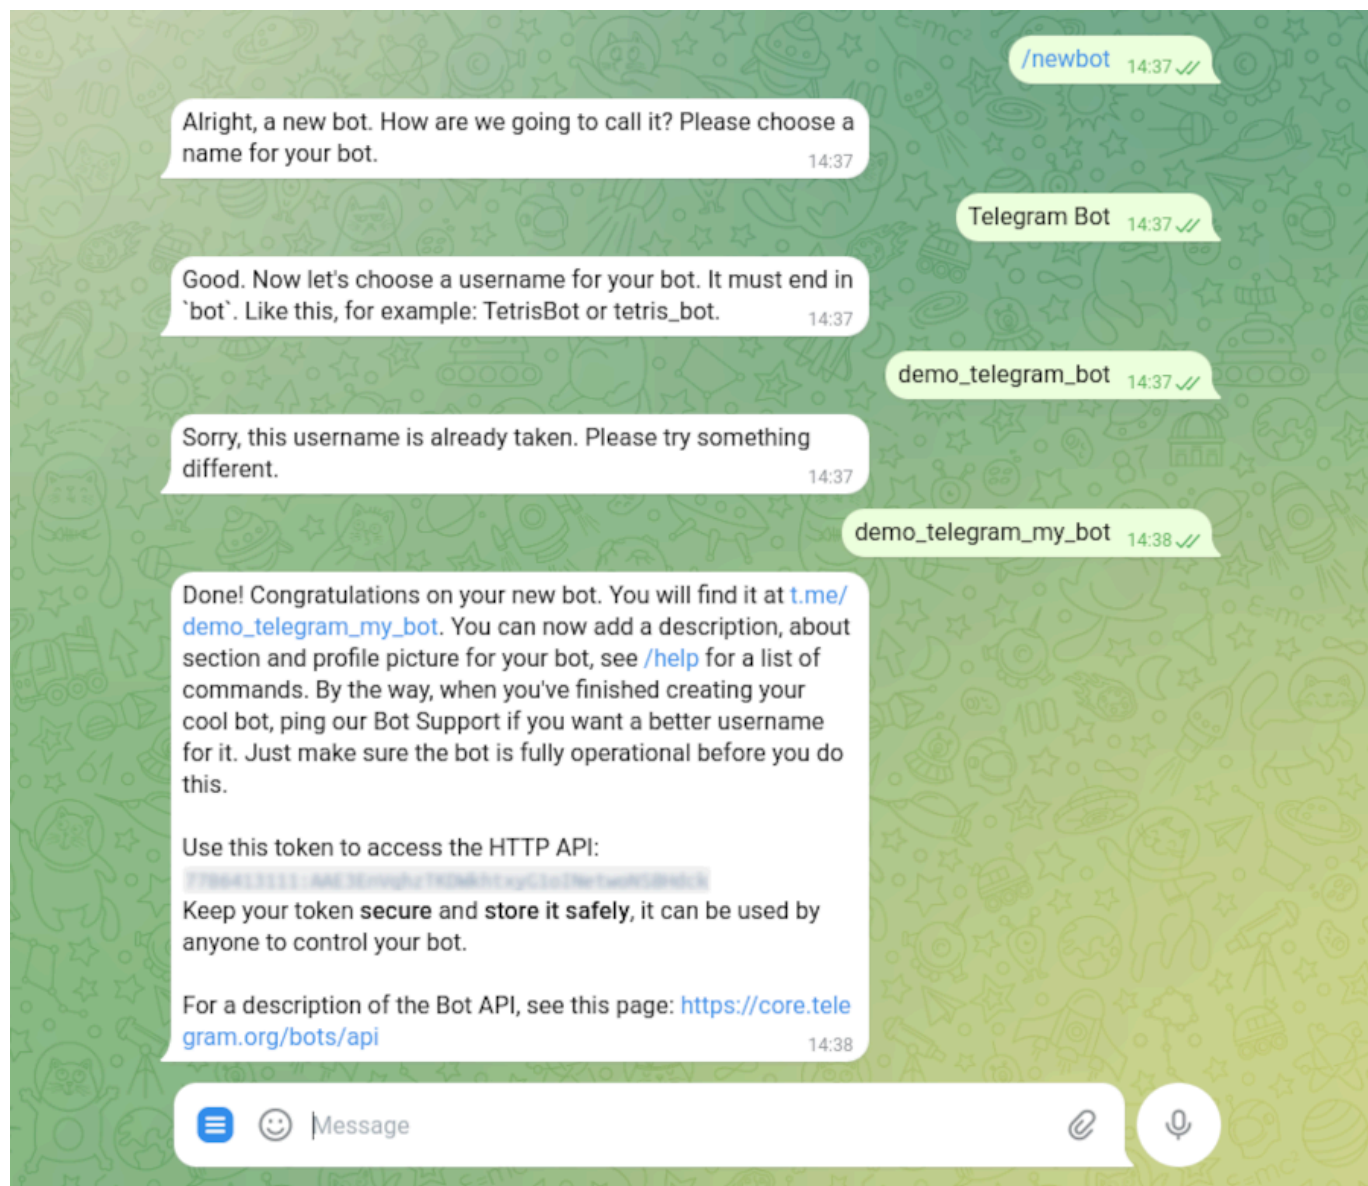 /newbot 14:37
Alright, a new bot. How are we going to call it? Please choose a
name for your bot. 14:37
Telegram Bot 14:37
Good. Now let's choose a username for your bot. It must end in
`bot`. Like this, for example: TetrisBot or tetris_bot. 14:37
demo_telegram_bot 14:37
Sorry, this username is already taken. Please try something
different. 14:37
demo_telegram_my_bot 14:38
Done! Congratulations on your new bot. You will find it at t.me/
demo_telegram_my_bot. You can now add a description, about
section and profile picture for your bot, see /help for a list of
commands. By the way, when you've finished creating your
cool bot, ping our Bot Support if you want a better username
for it. Just make sure the bot is fully operational before you do
this.
Use this token to access the HTTP API:
Keep your token secure and store it safely, it can be used by
anyone to control your bot.
For a description of the Bot API, see this page: https://core.tele
gram.org/bots/api 14:38
Message